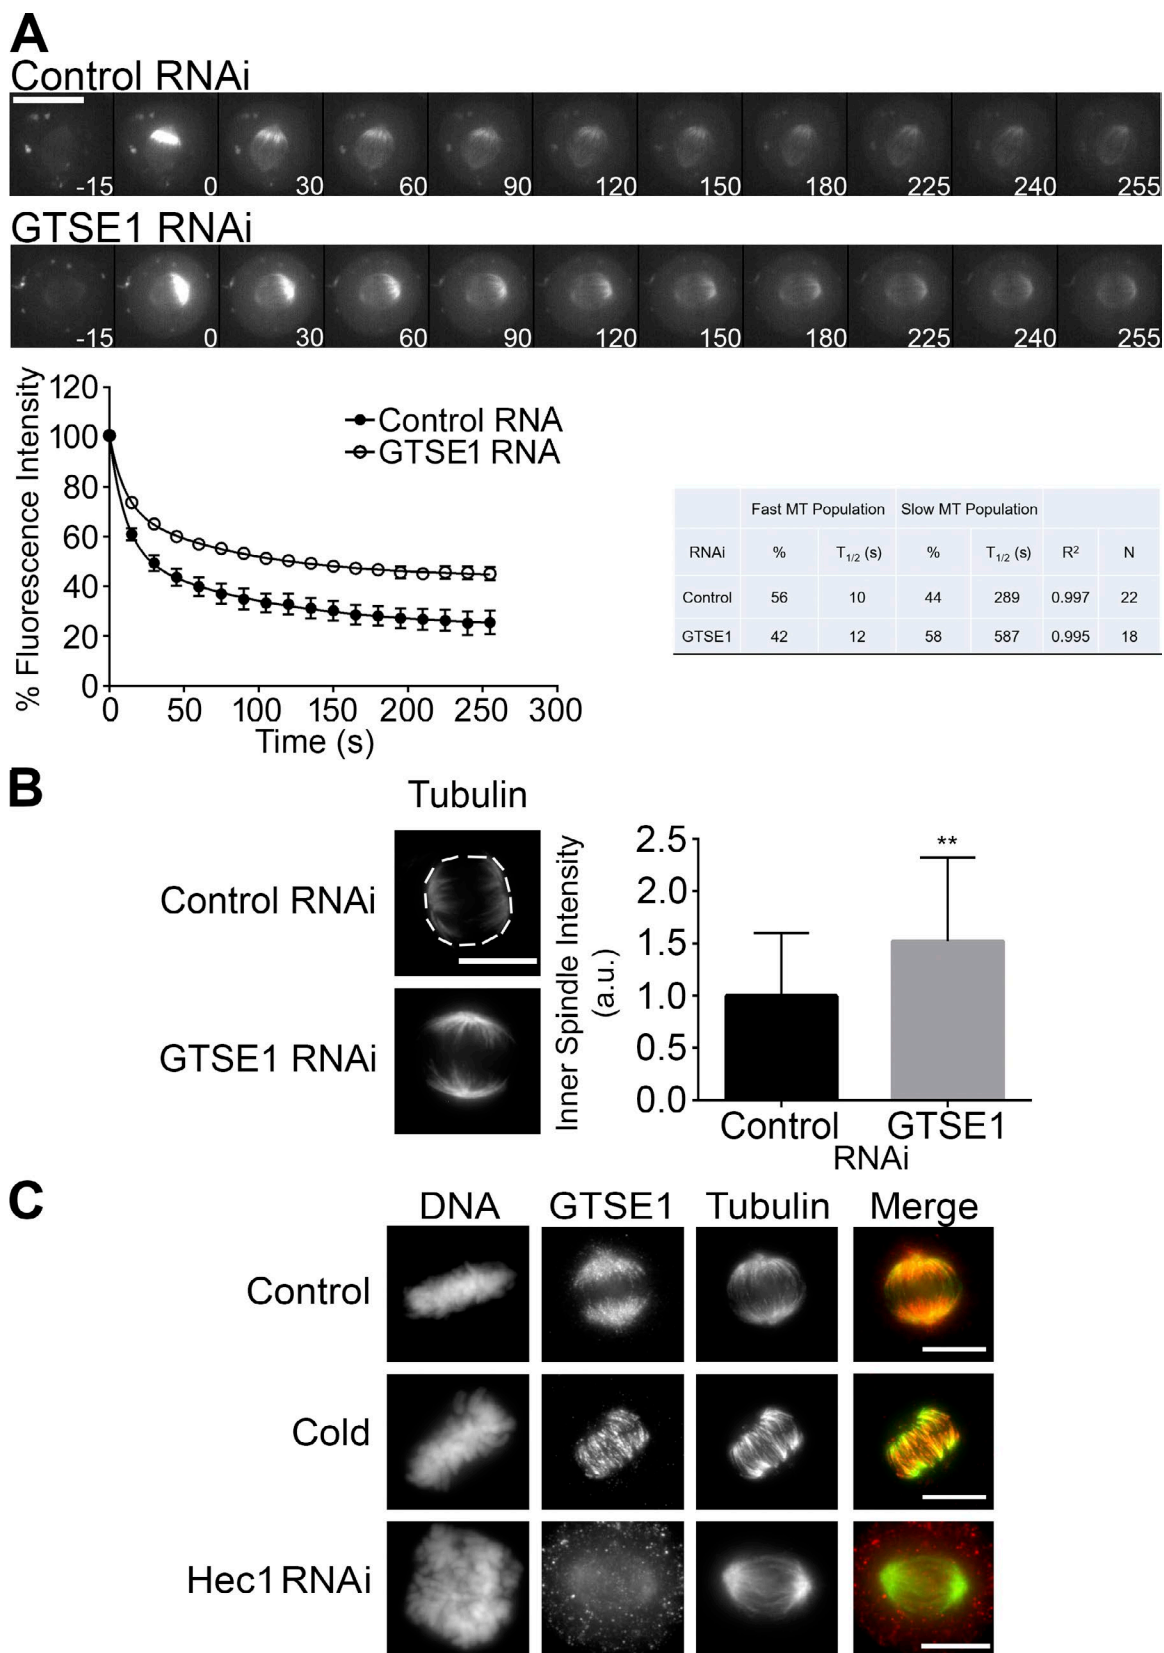 A
Control RNAi
-15 0 30 60 90 120 150 180 225 240 255
GTSE1 RNAi
-15 0 30 60 90 120 150 180 225 240 255
% Fluorescence Intensity
120
100
80
60
40
20
0
0 50 100 150 200 250 300
Time (s)
Control RNA
GTSE1 RNA
Fast MT Population Slow MT Population
RNAi % T1/2 (s) % T1/2 (s) R² N
Control 56 10 44 289 0.997 22
GTSE1 42 12 58 587 0.995 18
B
Tubulin
Control RNAi
GTSE1 RNAi
Inner Spindle Intensity
(a.u.)
2.5
2.0
1.5
1.0
0.5
0.0
**
Control GTSE1
RNAi
C
DNA GTSE1 Tubulin Merge
Control
Cold
Hec1 RNAi